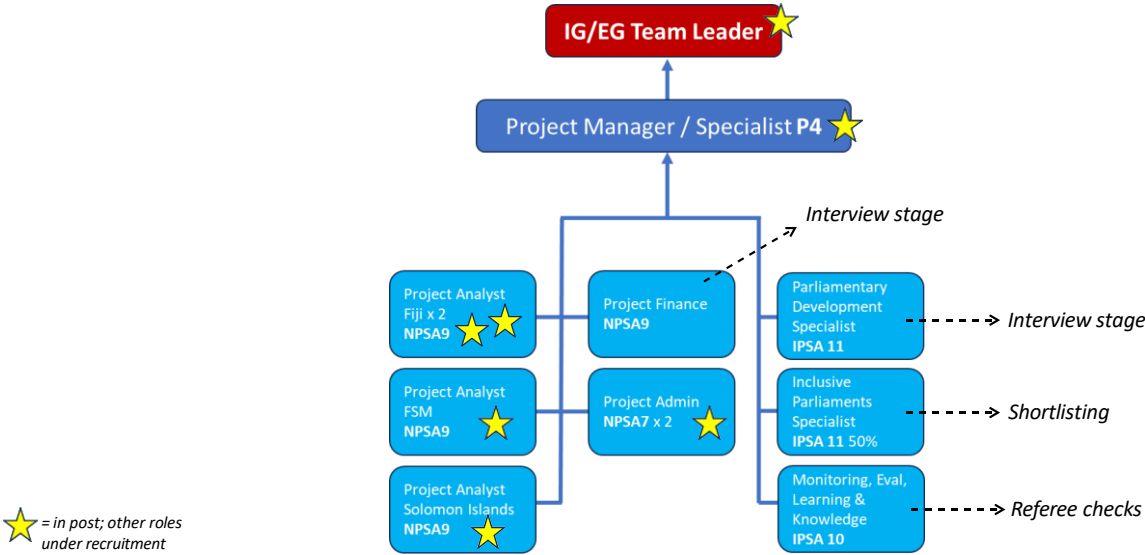 IG/EG Team Leader
Project Manager / Specialist P4
Interview stage
Project Analyst
Fiji x 2
NPSA9
Project Finance
NPSA9
Parliamentary
Development
Specialist
IPSA 11
Interview stage
Project Analyst
FSM
NPSA9
Project Admin
NPSA7 x 2
Inclusive
Parliaments
Specialist
IPSA 11 50%
Shortlisting
Project Analyst
Solomon Islands
NPSA9
Monitoring, Eval,
Learning &
Knowledge
IPSA 10
Referee checks
= in post; other roles
under recruitment